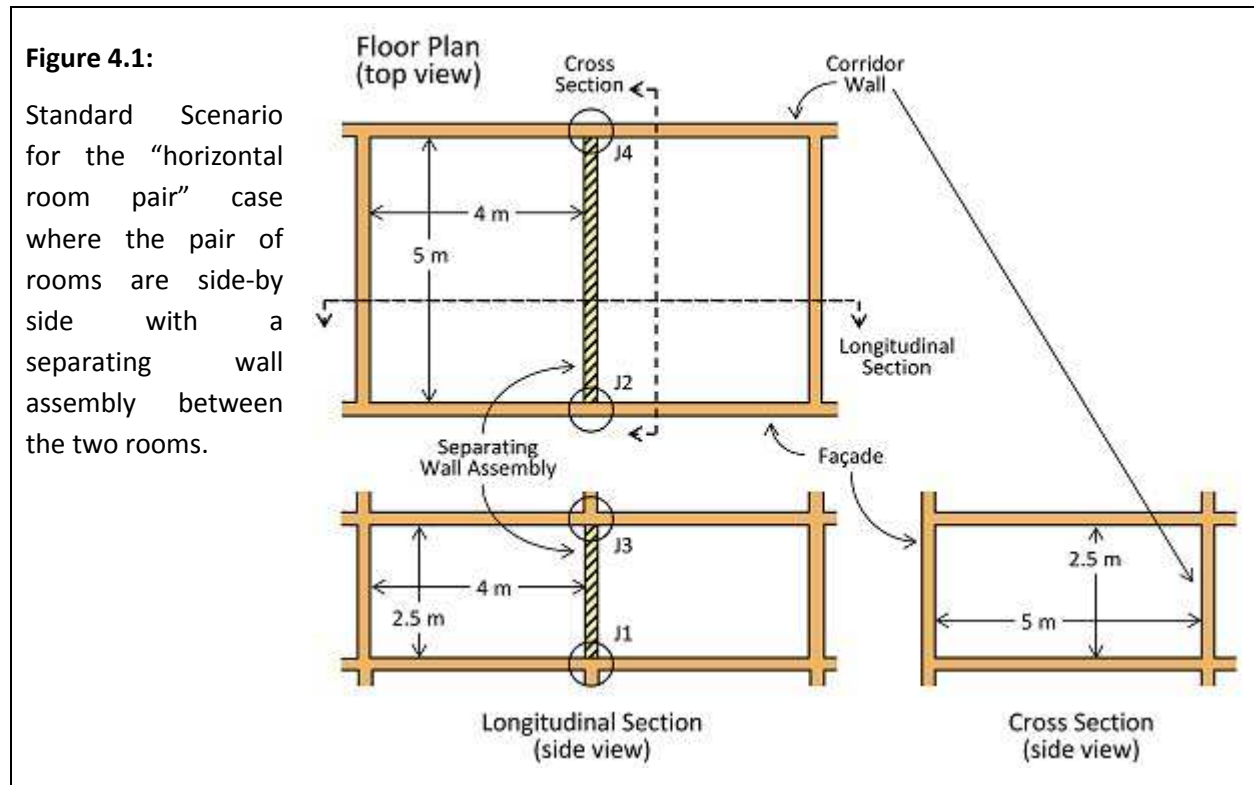 Figure 4.1:
Standard Scenario
for the “horizontal
room pair” case
where the pair of
rooms are side-by
side with a
separating wall
assembly between
the two rooms.
Floor Plan
(top view)
Cross
Section
Corridor
Wall
J4
4 m
5 m
Longitudinal
Section
J2
Separating
Wall Assembly
Façade
J3
4 m
2.5 m
J1
2.5 m
5 m
Longitudinal Section
(side view)
Cross Section
(side view)